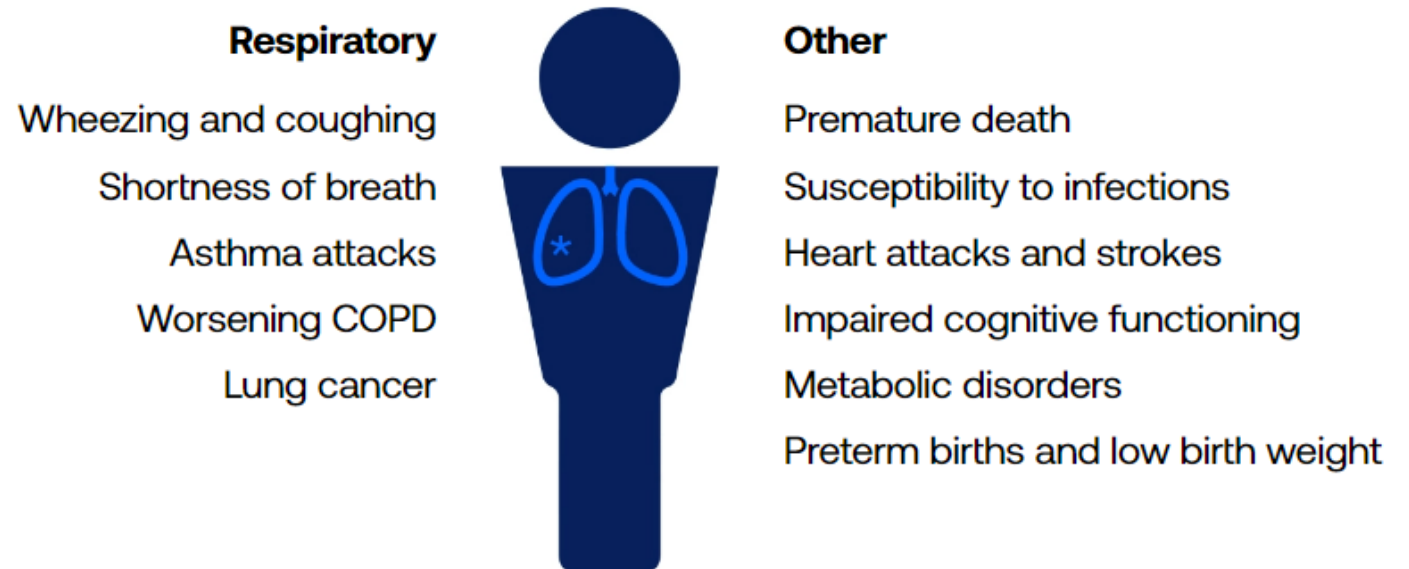 Respiratory
Wheezing and coughing
Shortness of breath
Asthma attacks
Worsening COPD
Lung cancer
*
Other
Premature death
Susceptibility to infections
Heart attacks and strokes
Impaired cognitive functioning
Metabolic disorders
Preterm births and low birth weight